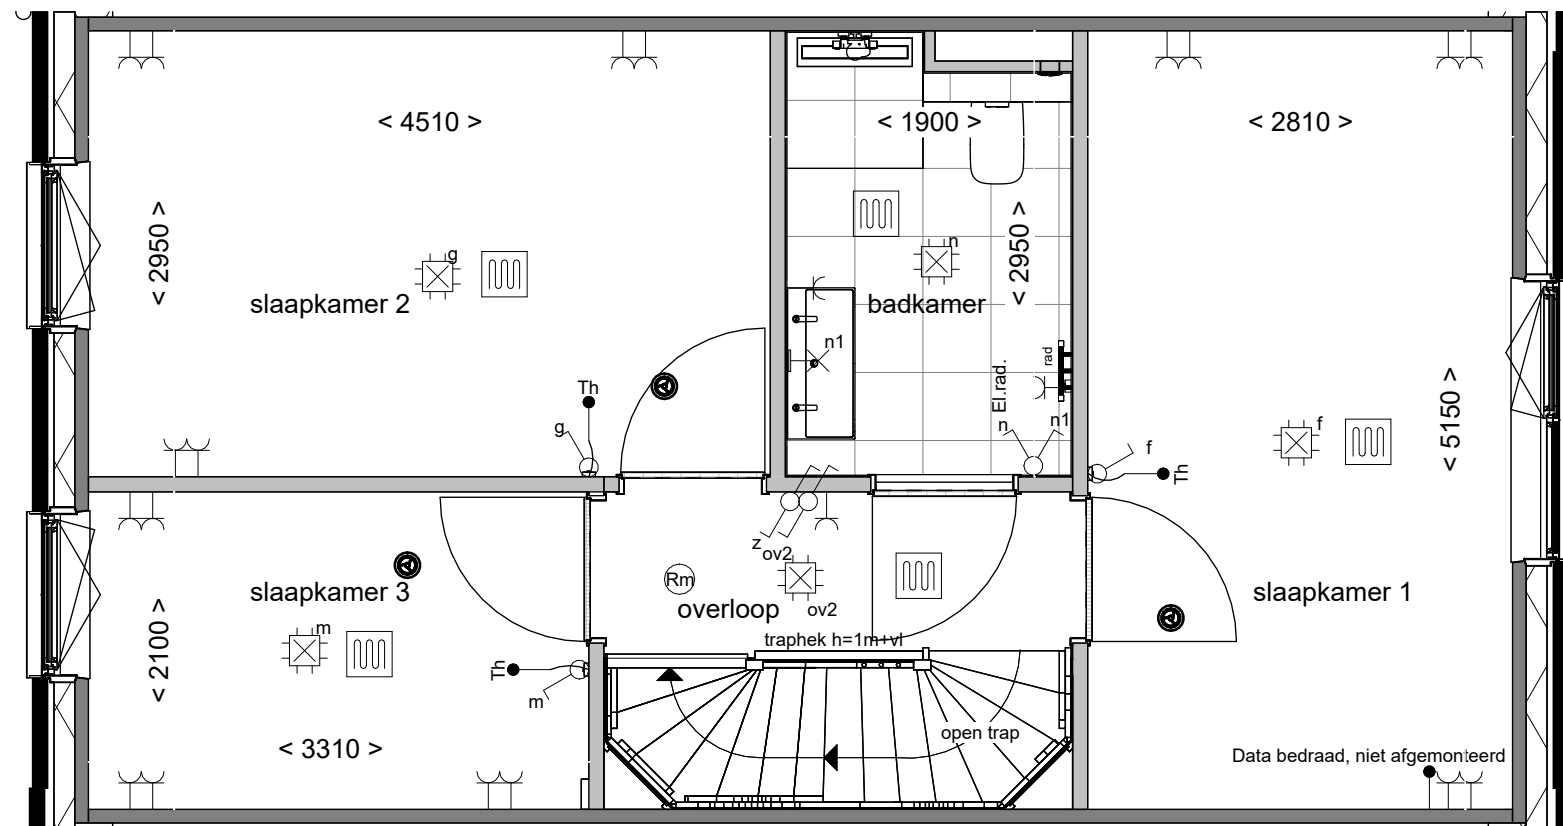 < 4510 >
< 1900 >
< 2810 >
< 2950 >
< 2950 >
g
n
slaapkamer 2
badkamer
n1
rad
El.rad.
Th
g
n
n1
f
f
< 5150 >
Th
z
ov2
Rm
overloop
ov2
slaapkamer 3
slaapkamer 1
m
< 2100 >
Th
m
traphek h=1m+vl
open trap
< 3310 >
Data bedraad, niet afgemonteerd